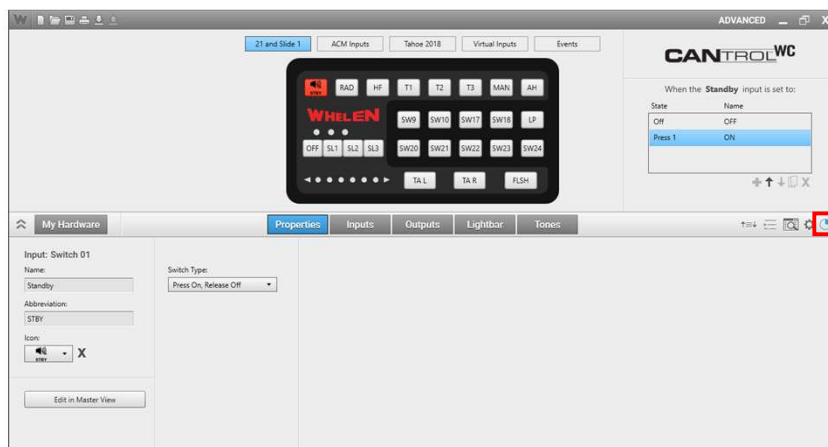 W ADVANCED
21 and Slide 1 ACM Inputs Tahoe 2018 Virtual Inputs Events
CANTROL WC
When the Standby input is set to:
State Name
Off OFF
Press 1 ON
STBY RAD HF T1 T2 T3 MAN AH
WHELEN
SW9 SW10 SW17 SW18 LP
OFF SL1 SL2 SL3 SW20 SW21 SW22 SW23 SW24
TA L TA R FLSH
My Hardware Properties Inputs Outputs Lightbar Tones
Input: Switch 01
Name:
Standby
Abbreviation:
STBY
Icon:
STBY X
Edit in Master View
Switch Type:
Press On, Release Off